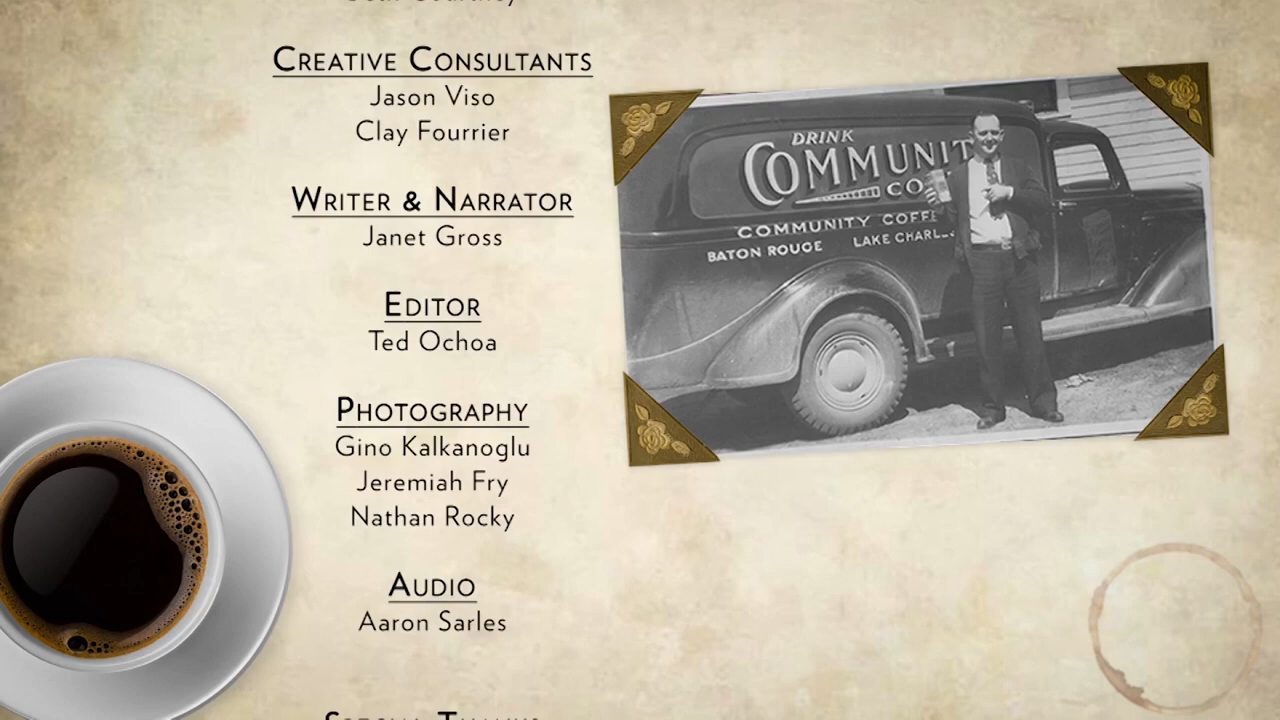 CREATIVE CONSULTANTS
Jason Viso
Clay Fourrier
WRITER & NARRATOR
Janet Gross
EDITOR
Ted Ochoa
PHOTOGRAPHY
Gino Kalkanoglu
Jeremiah Fry
Nathan Rocky
AUDIO
Aaron Sarles
DRINK
COMMUNIT
CO
COMMUNITY COFFE
BATON ROUGE LAKE CHARL